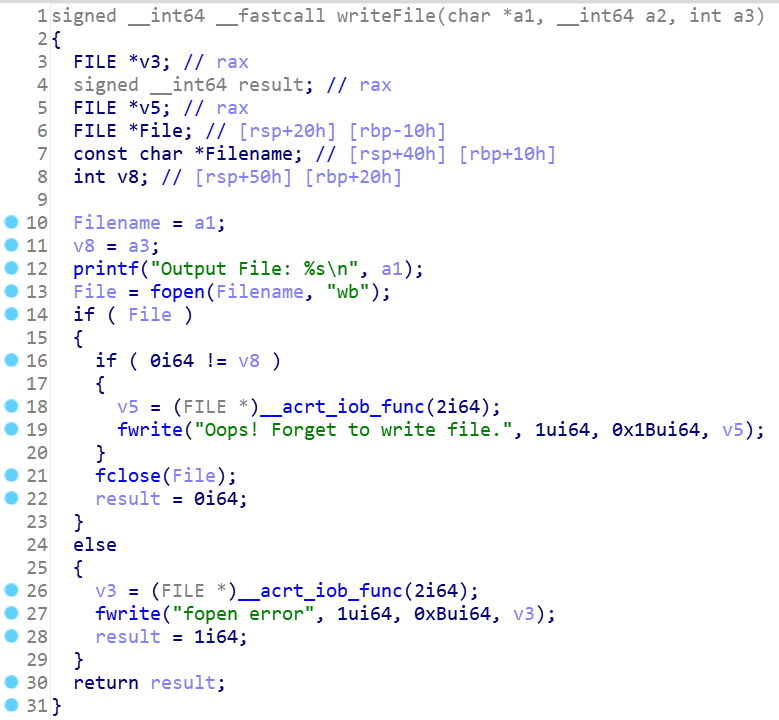 1 signed __int64 __fastcall writeFile(char *a1, __int64 a2, int a3)
2 {
3   FILE *v3; // rax
4   signed __int64 result; // rax
5   FILE *v5; // rax
6   FILE *File; // [rsp+20h] [rbp-10h]
7   const char *Filename; // [rsp+40h] [rbp+10h]
8   int v8; // [rsp+50h] [rbp+20h]
9
10   Filename = a1;
11   v8 = a3;
12   printf("Output File: %s\n", a1);
13   File = fopen(Filename, "wb");
14   if ( File )
15   {
16     if ( 0i64 != v8 )
17     {
18       v5 = (FILE *)__acrt_iob_func(2i64);
19       fwrite("Oops! Forget to write file.", 1ui64, 0x1Bui64, v5);
20     }
21     fclose(File);
22     result = 0i64;
23   }
24   else
25   {
26     v3 = (FILE *)__acrt_iob_func(2i64);
27     fwrite("fopen error", 1ui64, 0xBui64, v3);
28     result = 1i64;
29   }
30   return result;
31 }